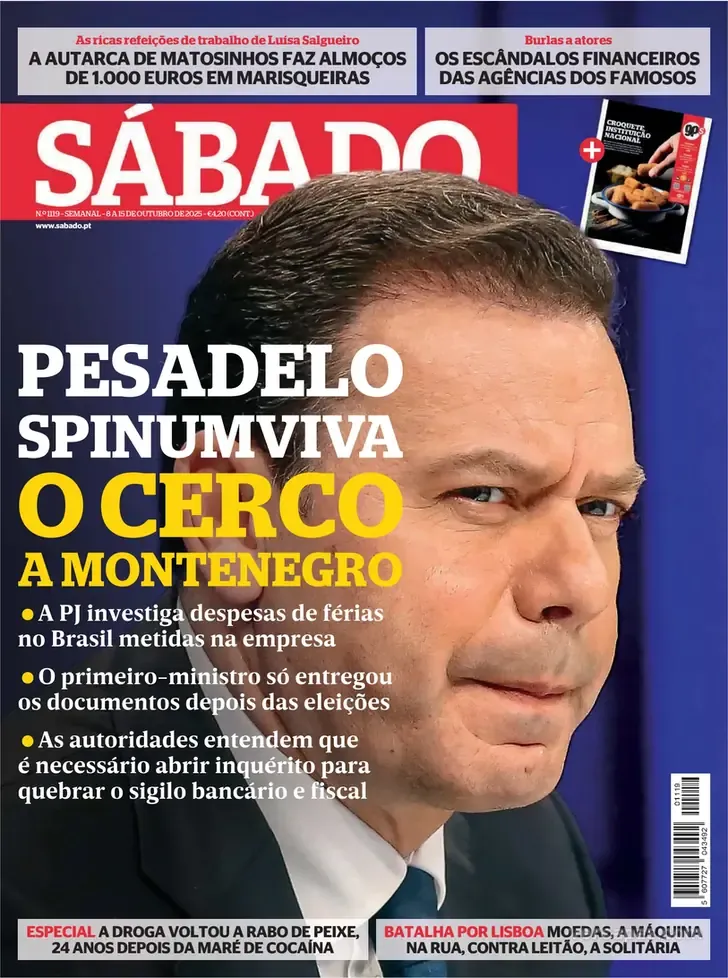 As ricas refeições de trabalho de Luísa Salgueiro
A AUTARCA DE MATOSINHOS FAZ ALMOÇOS
DE 1.000 EUROS EM MARISQUEIRAS
Burlas a atores
OS ESCÂNDALOS FINANCEIROS
DAS AGÊNCIAS DOS FAMOSOS
SÁBADO
N.º 1119 - SEMANAL - 8 A 15 DE OUTUBRO DE 2025 - €4,20 (CONT.)
www.sabado.pt
+
CROQUETE,
INSTITUIÇÃO
NACIONAL
gps
PESADELO
SPINUMVIVA
O CERCO
A MONTENEGRO
● A PJ investiga despesas de férias
no Brasil metidas na empresa
● O primeiro-ministro só entregou
os documentos depois das eleições
● As autoridades entendem que
é necessário abrir inquérito para
quebrar o sigilo bancário e fiscal
01119
5 607727 043492
ESPECIAL A DROGA VOLTOU A RABO DE PEIXE,
24 ANOS DEPOIS DA MARÉ DE COCAÍNA
BATALHA POR LISBOA MOEDAS, A MÁQUINA
NA RUA, CONTRA LEITÃO, A SOLITÁRIA